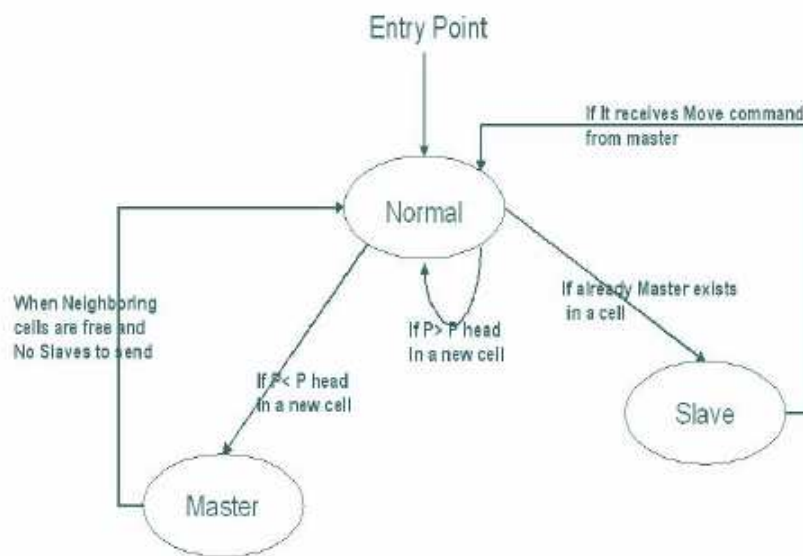 Entry Point
If It receives Move command
from master
Normal
When Neighboring
cells are free and
No Slaves to send
If already Master exists
in a cell
If P> P head
In a new cell
If P< P head
in a new cell
Slave
Master